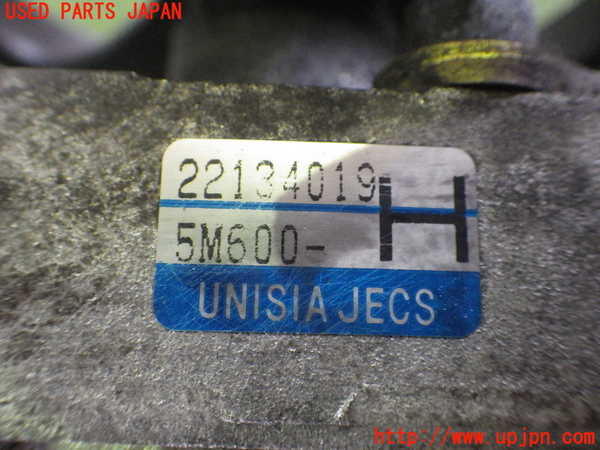 USED PARTS JAPAN
22134019
5M600-
H
UNISIA JECS
http://www.upjpn.com/